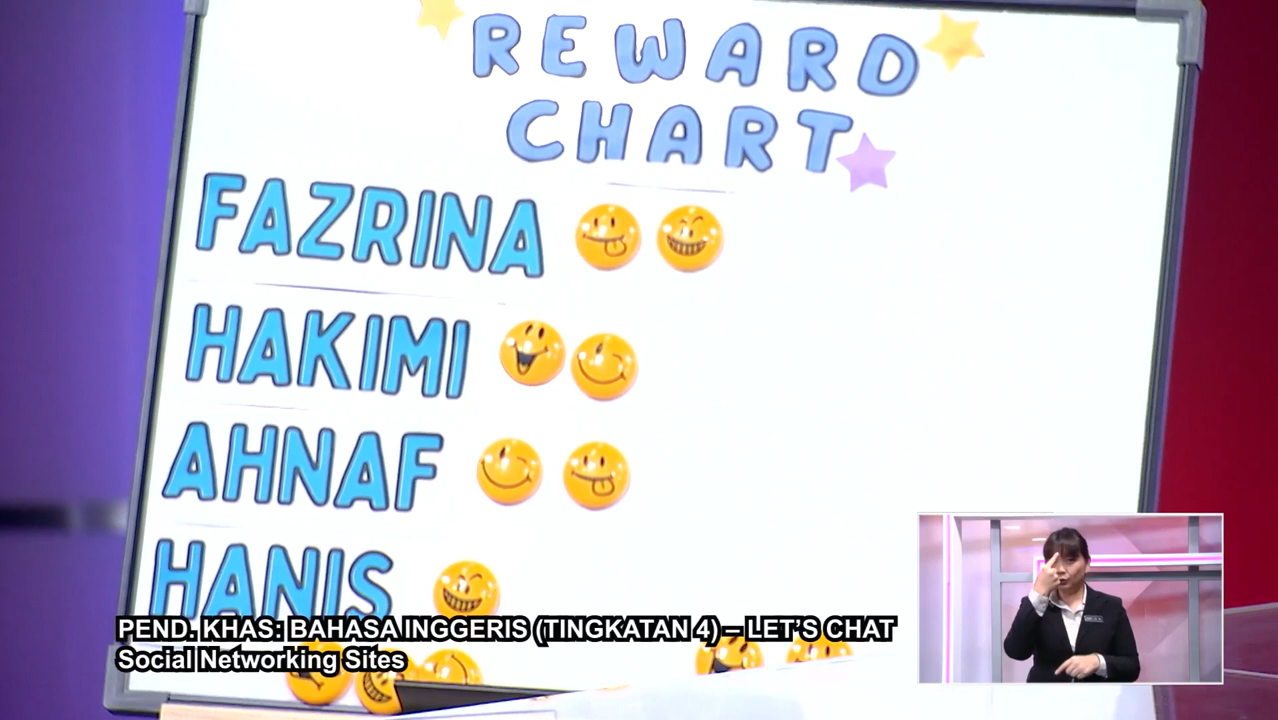 REWARD
CHART
FAZRINA
HAKIMI
AHNAF
HANIS
PEND. KHAS: BAHASA INGGERIS (TINGKATAN 4) – LET'S CHAT
Social Networking Sites